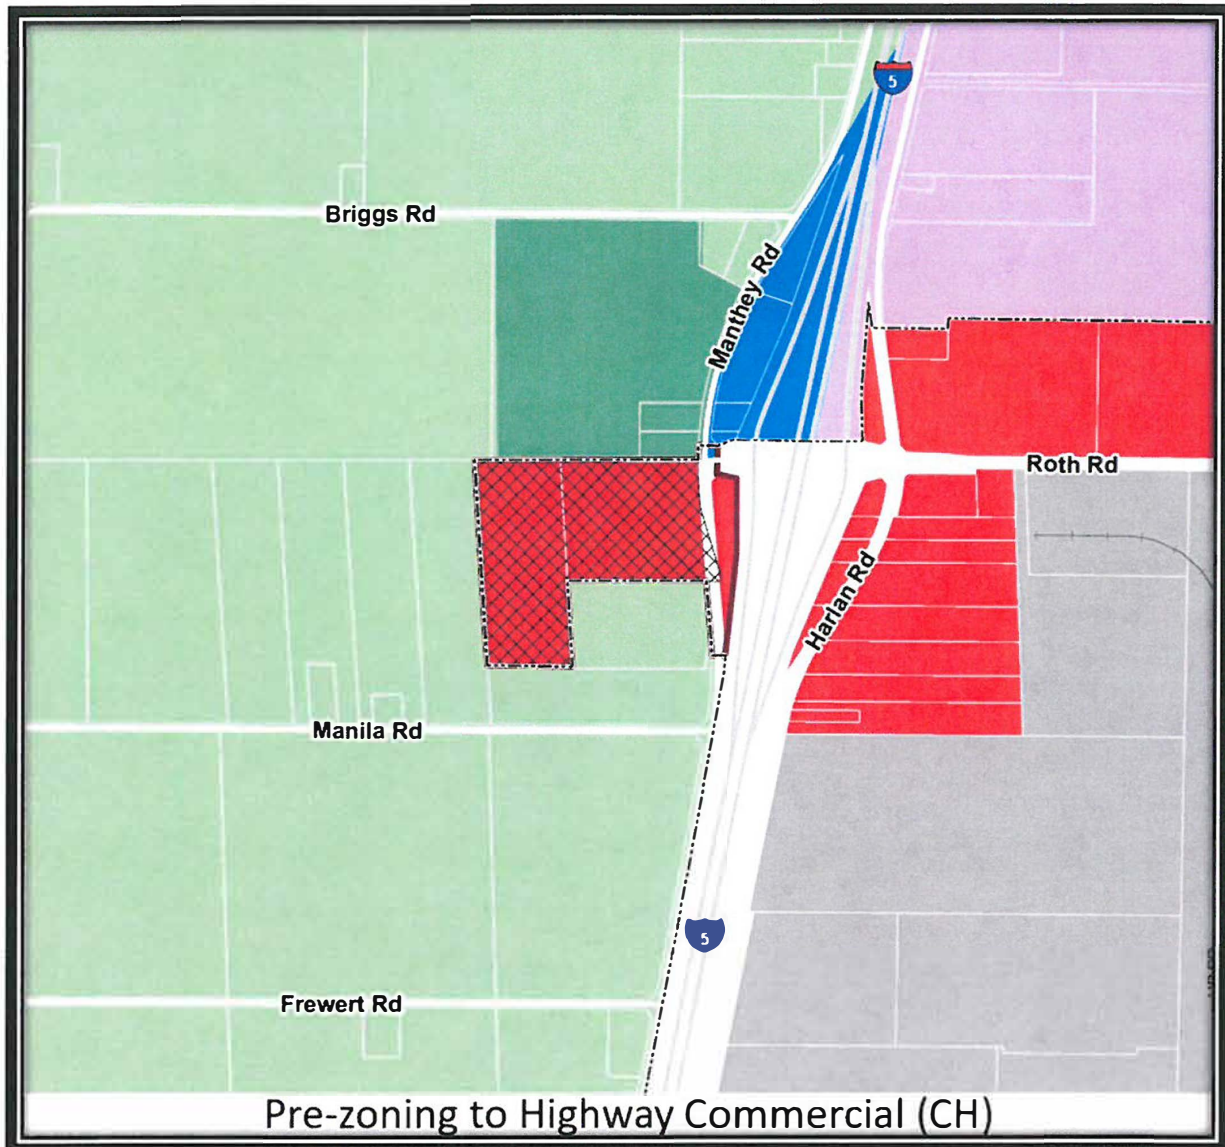 5
Briggs Rd
Manthey Rd
Roth Rd
Harlan Rd
Manila Rd
5
Frewert Rd
Pre-zoning to Highway Commercial (CH)